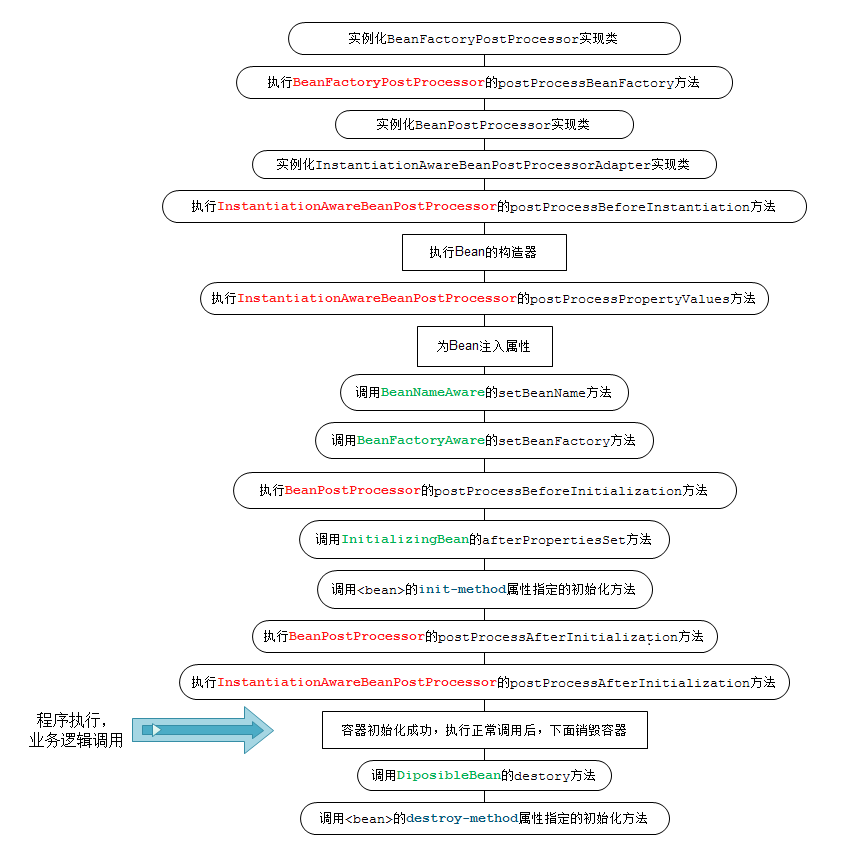 实例化BeanFactoryPostProcessor实现类
执行BeanFactoryPostProcessor的postProcessBeanFactory方法
实例化BeanPostProcessor实现类
实例化InstantiationAwareBeanPostProcessorAdapter实现类
执行InstantiationAwareBeanPostProcessor的postProcessBeforeInstantiation方法
执行Bean的构造器
执行InstantiationAwareBeanPostProcessor的postProcessPropertyValues方法
为Bean注入属性
调用BeanNameAware的setBeanName方法
调用BeanFactoryAware的setBeanFactory方法
执行BeanPostProcessor的postProcessBeforeInitialization方法
调用InitializingBean的afterPropertiesSet方法
调用<bean>的init-method属性指定的初始化方法
执行BeanPostProcessor的postProcessAfterInitialization方法
执行InstantiationAwareBeanPostProcessor的postProcessAfterInitialization方法
程序执行，
业务逻辑调用
容器初始化成功，执行正常调用后，下面销毁容器
调用DiposibleBean的destory方法
调用<bean>的destroy-method属性指定的初始化方法